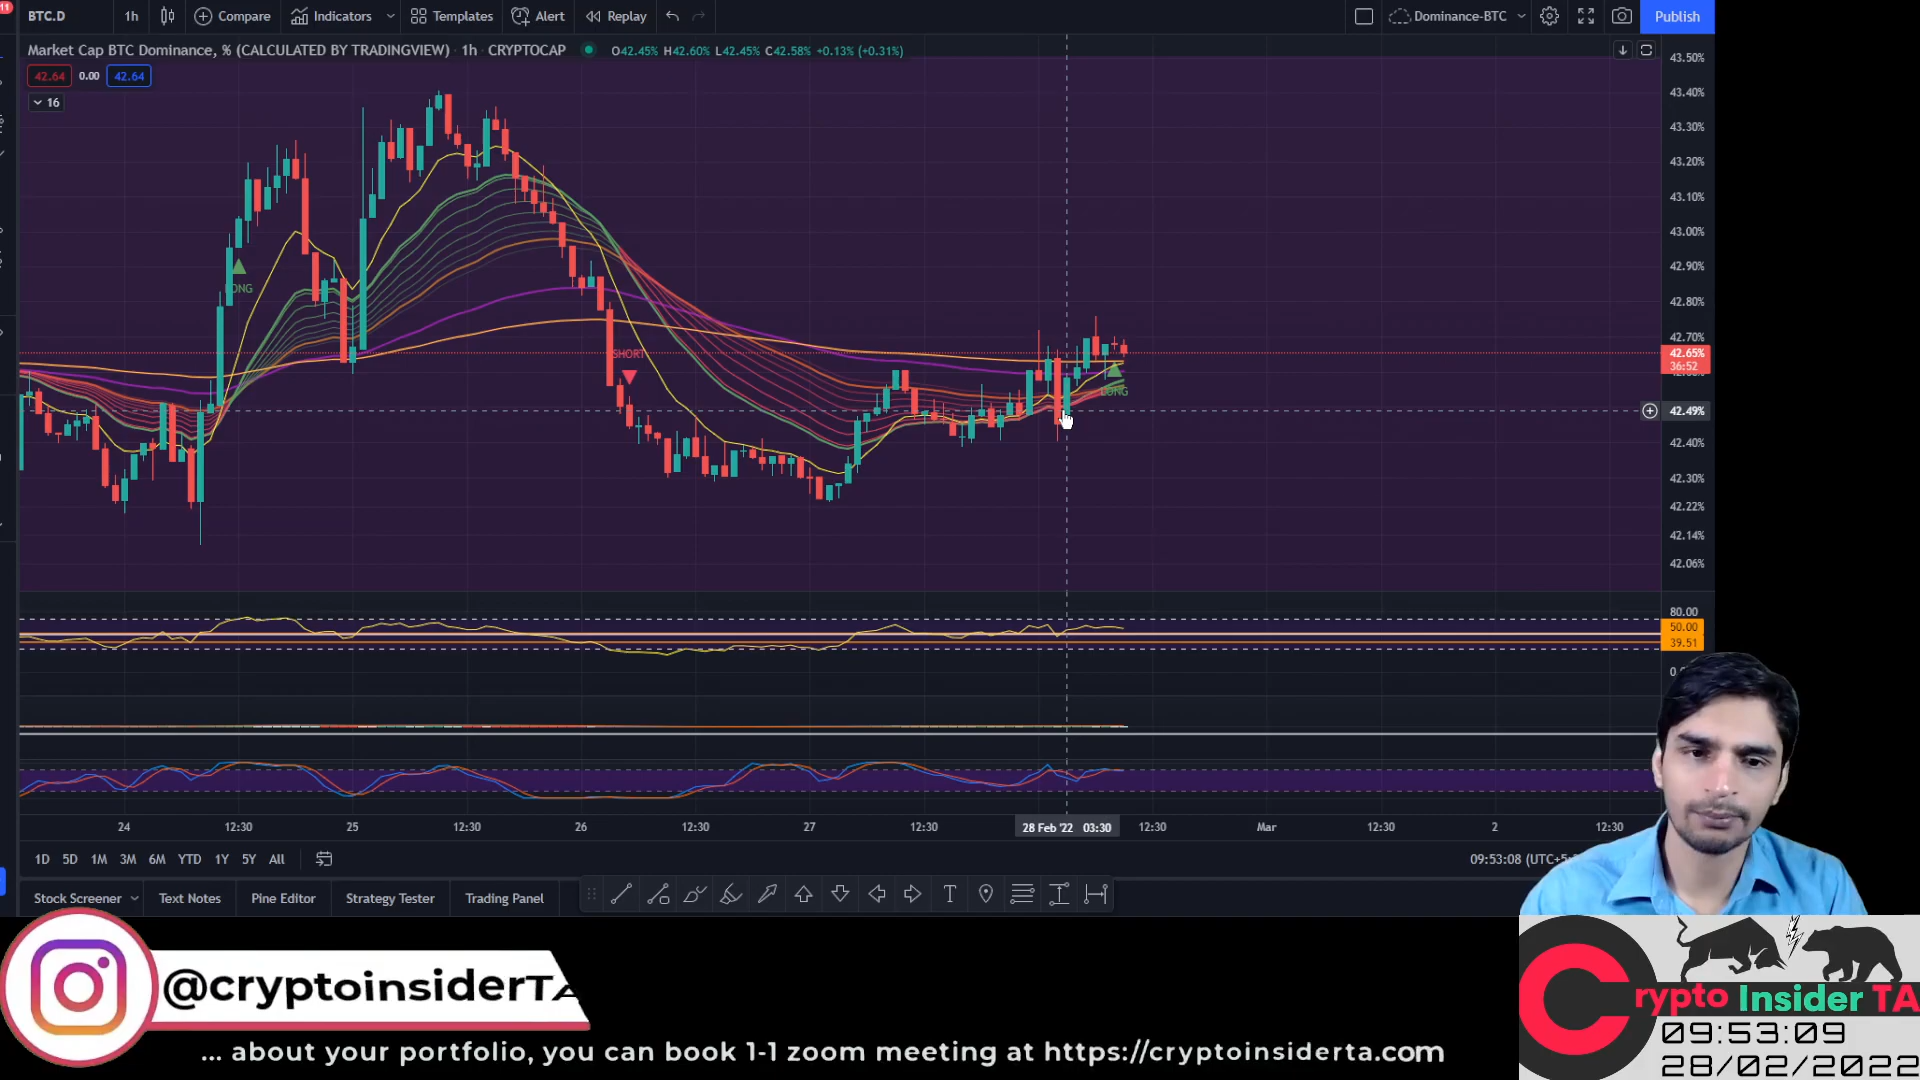 11
BTC.D 1h Compare Indicators Templates Alert Replay Dominance-BTC Publish
Market Cap BTC Dominance, % (CALCULATED BY TRADINGVIEW) · 1h · CRYPTOCAP O42.45% H42.60% L42.45% C42.58% +0.13% (+0.31%)
42.64 0.00 42.64
16
43.50%
43.40%
43.30%
43.20%
43.10%
43.00%
42.90%
42.80%
42.70%
42.65%
36:52
42.49%
42.40%
42.30%
42.22%
42.14%
42.06%
LONG
SHORT
LONG
80.00
50.00
39.51
24 12:30 25 12:30 26 12:30 27 12:30 28 Feb '22 03:30 12:30 Mar 12:30 2 12:30
1D 5D 1M 3M 6M YTD 1Y 5Y All 09:53:08 (UTC+5:
Stock Screener Text Notes Pine Editor Strategy Tester Trading Panel
@cryptoinsiderTA
Crypto Insider TA
09:53:09
28/02/2022
... about your portfolio, you can book 1-1 zoom meeting at https://cryptoinsiderta.com